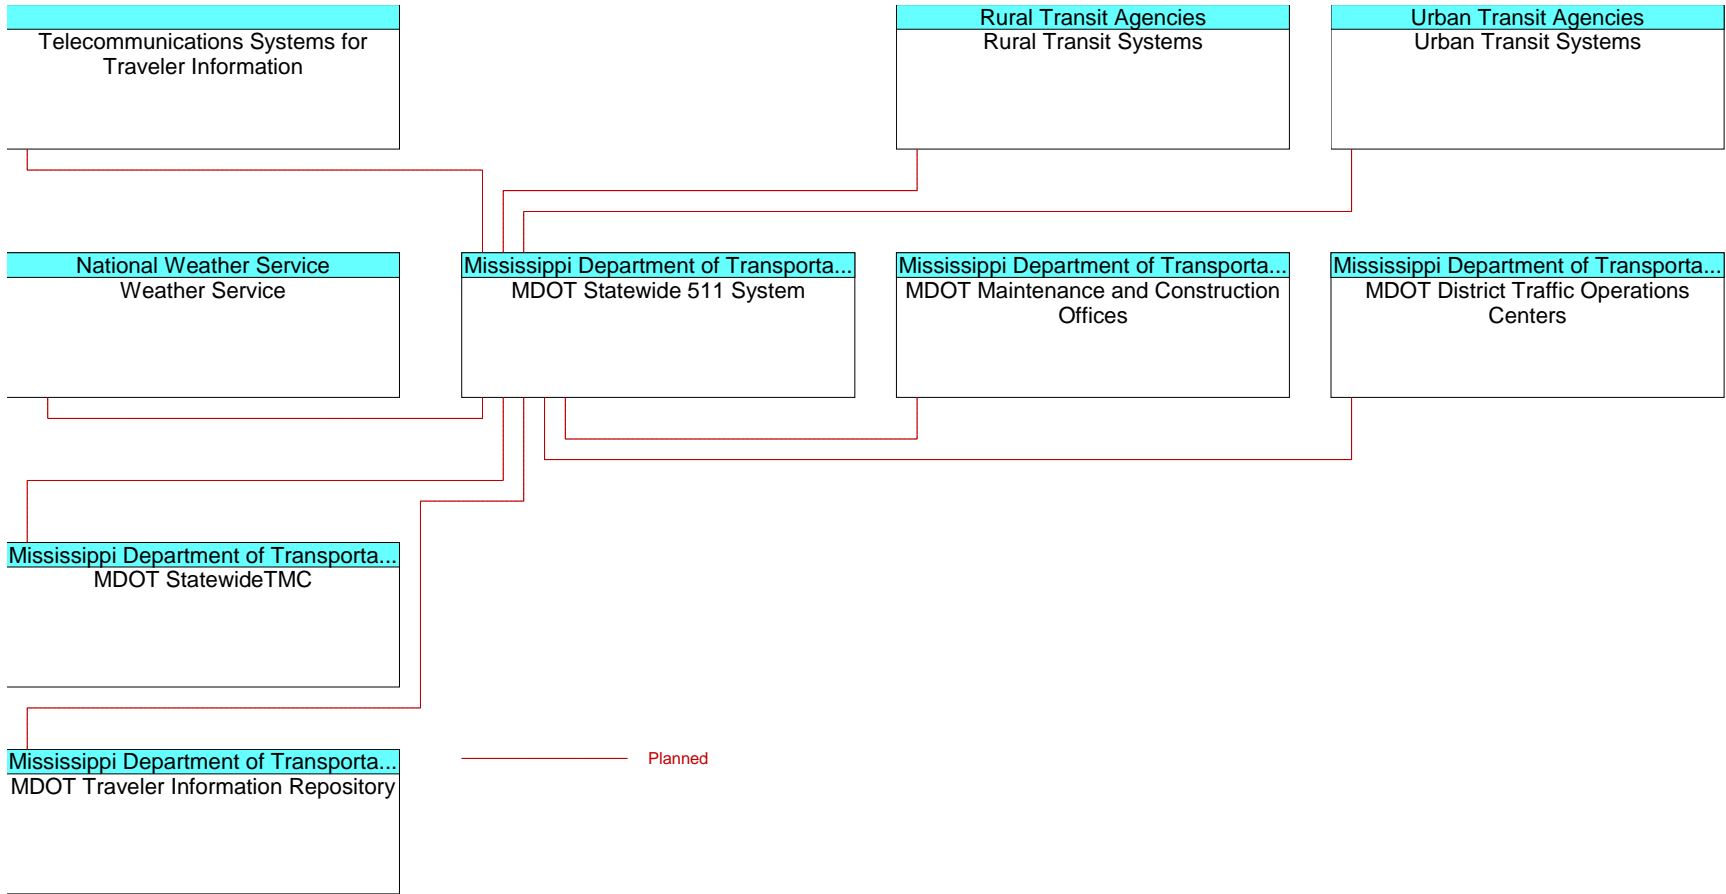 Telecommunications Systems for
Traveler Information
Rural Transit Agencies
Rural Transit Systems
Urban Transit Agencies
Urban Transit Systems
National Weather Service
Weather Service
Mississippi Department of Transporta...
MDOT Statewide 511 System
Mississippi Department of Transporta...
MDOT Maintenance and Construction
Offices
Mississippi Department of Transporta...
MDOT District Traffic Operations
Centers
Mississippi Department of Transporta...
MDOT StatewideTMC
Mississippi Department of Transporta...
MDOT Traveler Information Repository
Planned